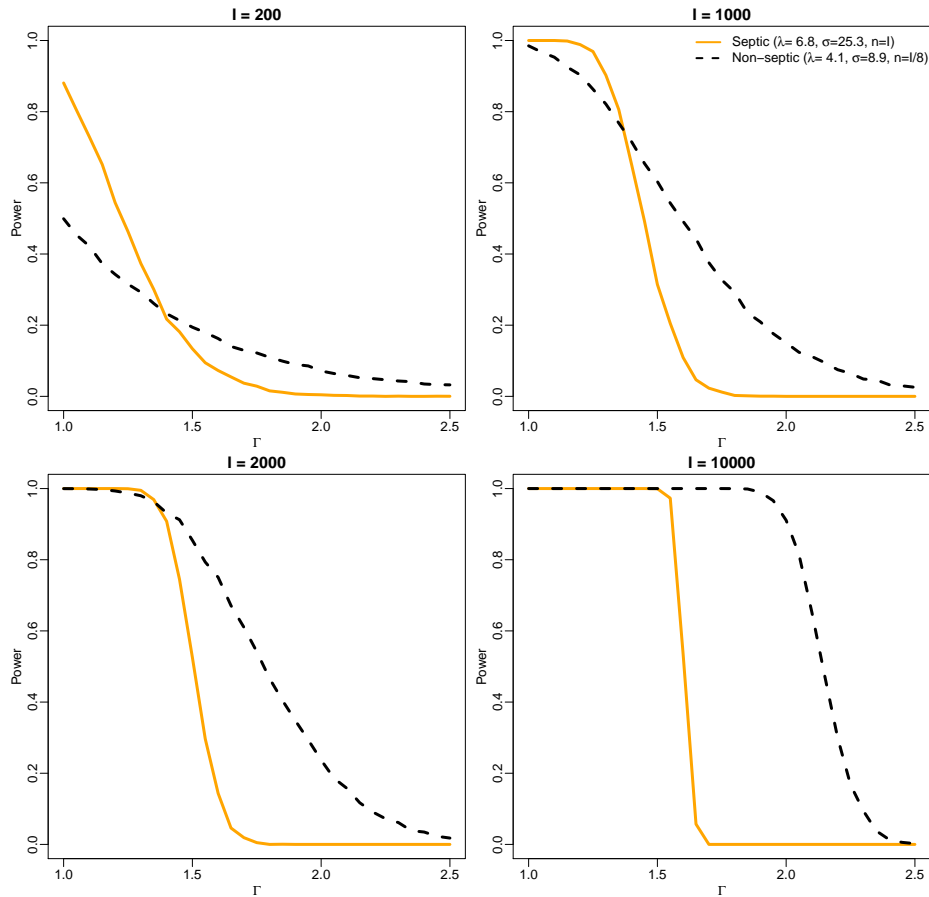 I = 200
1.0
0.8
0.6
0.4
0.2
0.0
Power
1.0
1.5
2.0
2.5
Γ
I = 1000
Septic (λ= 6.8, σ=25.3, n=I)
Non−septic (λ= 4.1, σ=8.9, n=I/8)
1.0
0.8
0.6
0.4
0.2
0.0
Power
1.0
1.5
2.0
2.5
Γ
I = 2000
1.0
0.8
0.6
0.4
0.2
0.0
Power
1.0
1.5
2.0
2.5
Γ
I = 10000
1.0
0.8
0.6
0.4
0.2
0.0
Power
1.0
1.5
2.0
2.5
Γ